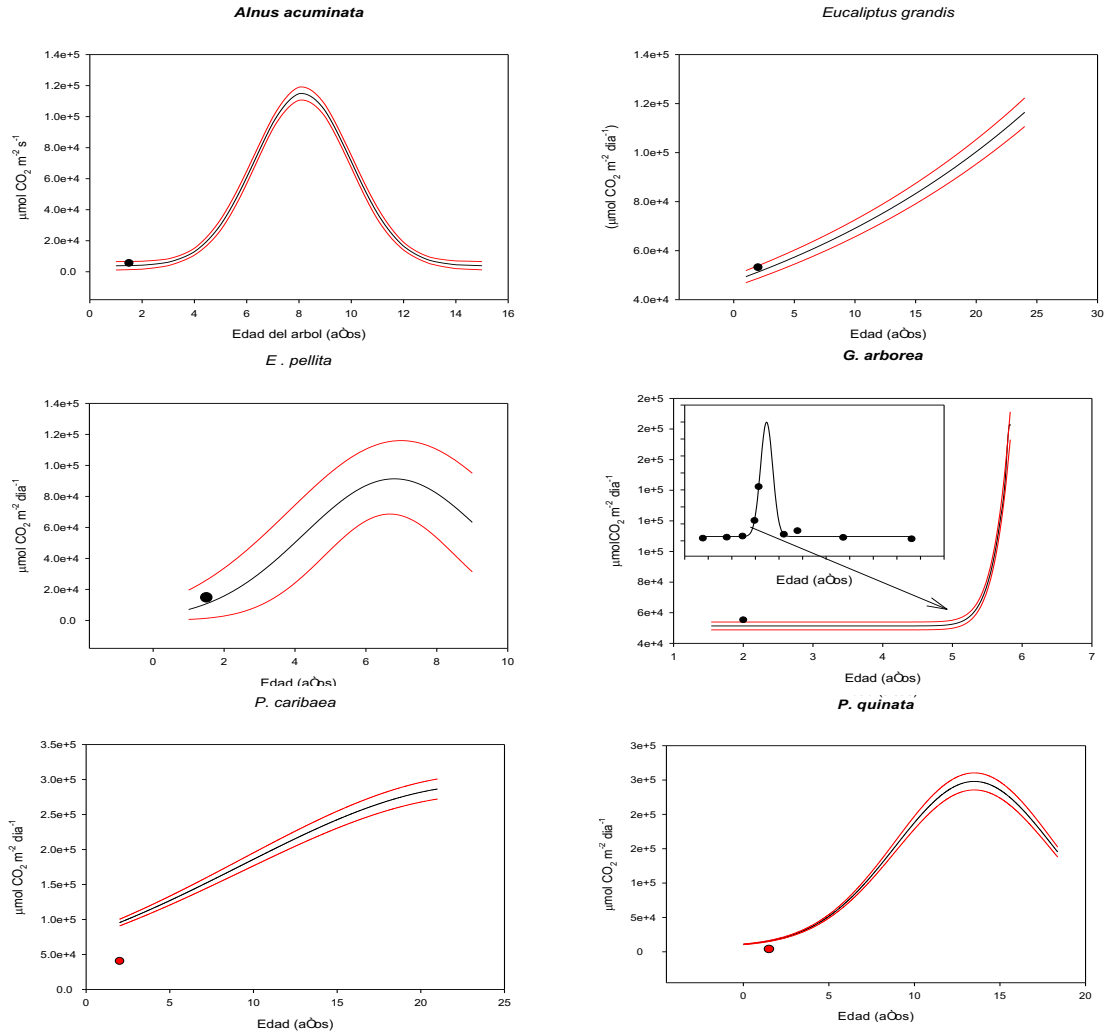 Alnus acuminata
1.4e+5
1.2e+5
1.0e+5
8.0e+4
6.0e+4
4.0e+4
2.0e+4
0.0
µmol CO2 m-2 s-1
0 2 4 6 8 10 12 14 16
Edad del arbol (aÒos)
Eucaliptus grandis
1.4e+5
1.2e+5
1.0e+5
8.0e+4
6.0e+4
4.0e+4
(µmol CO2 m-2 dia-1)
0 5 10 15 20 25 30
Edad (aÒos)
E . pellita
1.4e+5
1.2e+5
1.0e+5
8.0e+4
6.0e+4
4.0e+4
2.0e+4
0.0
µmol CO2 m-2 dia-1
0 2 4 6 8 10
Edad (aÒos)
G. arborea
2e+5
2e+5
2e+5
1e+5
1e+5
8e+4
6e+4
4e+4
µmolCO2 m-2 dia-1
Edad (aÒos)
1 2 3 4 5 6 7
Edad (aÒos)
P. caribaea
3.5e+5
3.0e+5
2.5e+5
2.0e+5
1.5e+5
1.0e+5
5.0e+4
0.0
µmol CO2 m-2 dia-1
0 5 10 15 20 25
Edad (aÒos)
P. quinata
3e+5
3e+5
2e+5
2e+5
1e+5
5e+4
0
µmol CO2 m-2 dia-1
0 5 10 15 20
Edad (aÒos)